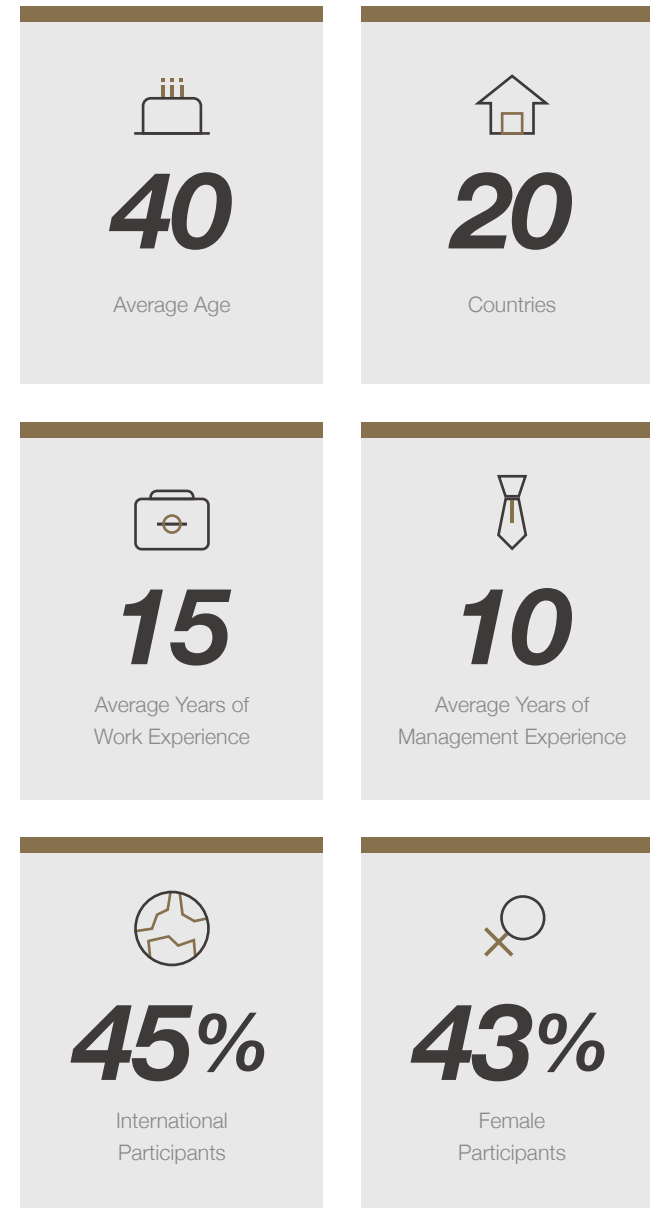 40
Average Age
20
Countries
15
Average Years of
Work Experience
10
Average Years of
Management Experience
45%
International
Participants
43%
Female
Participants